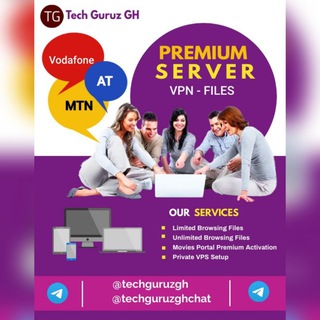 TG
Tech Guruz GH
Vodafone
AT
MTN
PREMIUM
SERVER
VPN - FILES
OUR SERVICES
Limited Browsing Files
Unlimited Browsing Files
Movies Portal Premium Activation
Private VPS Setup
@techguruzgh
@techguruzghchat